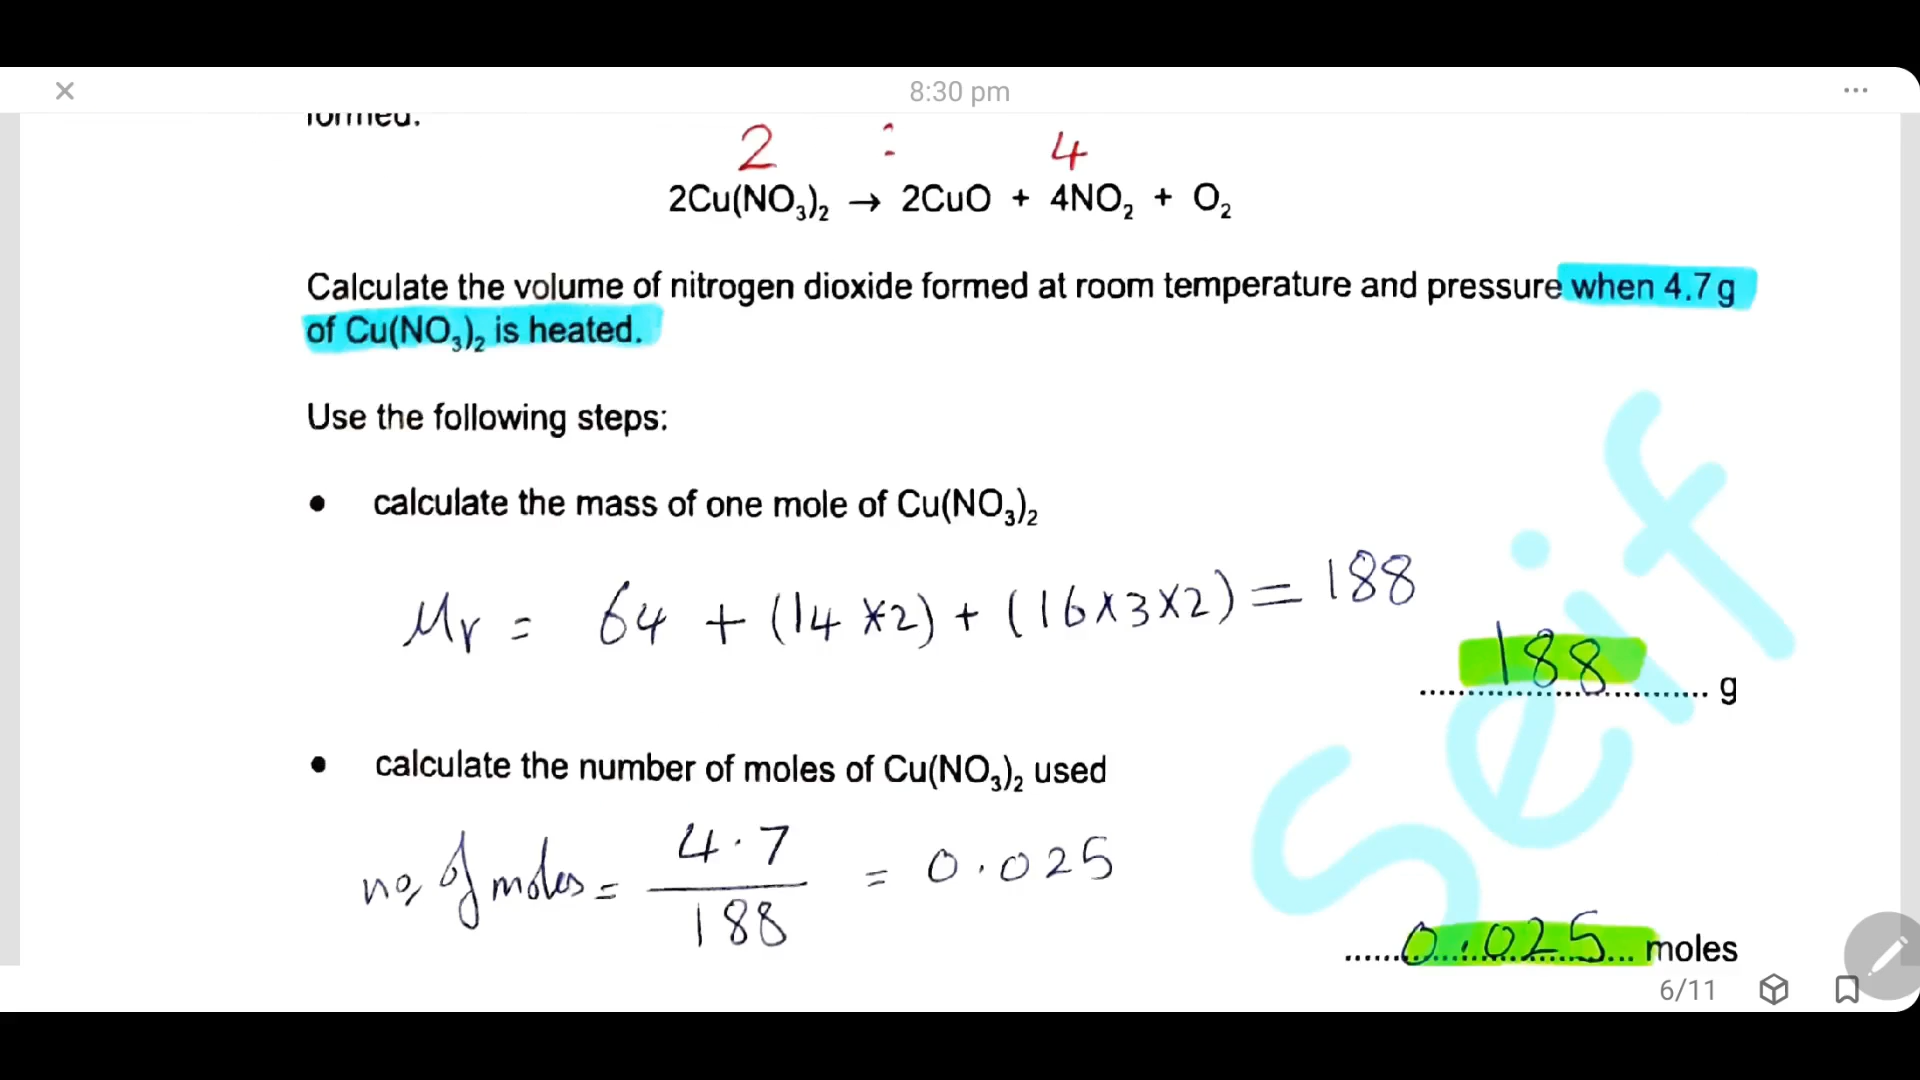 8:30 pm
formed.
2 : 4
2Cu(NO₃)₂ → 2CuO + 4NO₂ + O₂
Calculate the volume of nitrogen dioxide formed at room temperature and pressure when 4.7g
of Cu(NO₃)₂ is heated.
Use the following steps:
• calculate the mass of one mole of Cu(NO₃)₂
Mr = 64 + (14×2) + (16×3×2) = 188
188 g
• calculate the number of moles of Cu(NO₃)₂ used
no. of moles = 4.7 / 188 = 0.025
0.025 moles
Seif
6/11